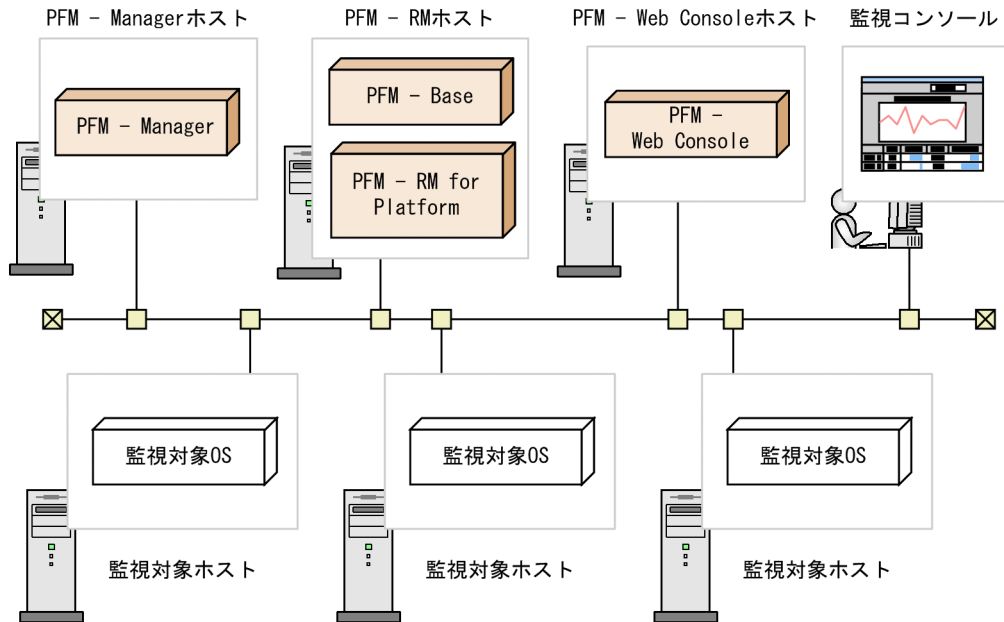 PFM − Managerホスト
PFM − RMホスト
PFM − Web Consoleホスト
監視コンソール
PFM − Manager
PFM − Base
PFM − RM for
Platform
PFM −
Web Console
監視対象OS
監視対象OS
監視対象OS
監視対象ホスト
監視対象ホスト
監視対象ホスト